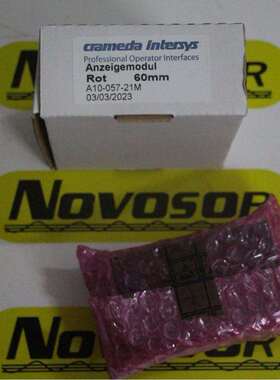 crameda intersys
Professional Operator Interfaces
Anzeigemodul
Rot 60mm
A10-057-21M
03/03/2023
NOVOSOR
NOVOSOR